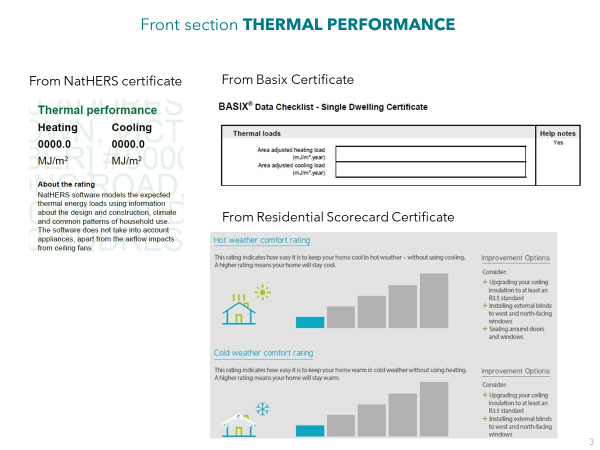 Front section THERMAL PERFORMANCE
From NatHERS certificate
Thermal performance
Heating Cooling
0000.0 0000.0
MJ/m² MJ/m²
About the rating
NatHERS software models the expected
thermal energy loads using information
about the design and construction, climate
and common patterns of household use.
The software does not take into account
appliances, apart from the airflow impacts
from ceiling fans.
From Basix Certificate
BASIX® Data Checklist - Single Dwelling Certificate
Thermal loads Help notes
Yes
Area adjusted heating load
(mJ/m².year)
Area adjusted cooling load
(mJ/m².year)
From Residential Scorecard Certificate
Hot weather comfort rating
This rating indicates how easy it is to keep your home cool in hot weather – without using cooling.
A higher rating means your home will stay cool.
Improvement Options:
Consider:
+ Upgrading your ceiling
insulation to at least an
R3.5 standard
+ Installing external blinds
to west and north-facing
windows
+ Sealing around doors
and windows
Cold weather comfort rating
This rating indicates how easy it is to keep your home warm in cold weather without using heating.
A higher rating means your home will stay warm.
Improvement Options:
Consider:
+ Upgrading your ceiling
insulation to at least an
R3.5 standard
+ Installing external blinds
to west and north-facing
windows
3